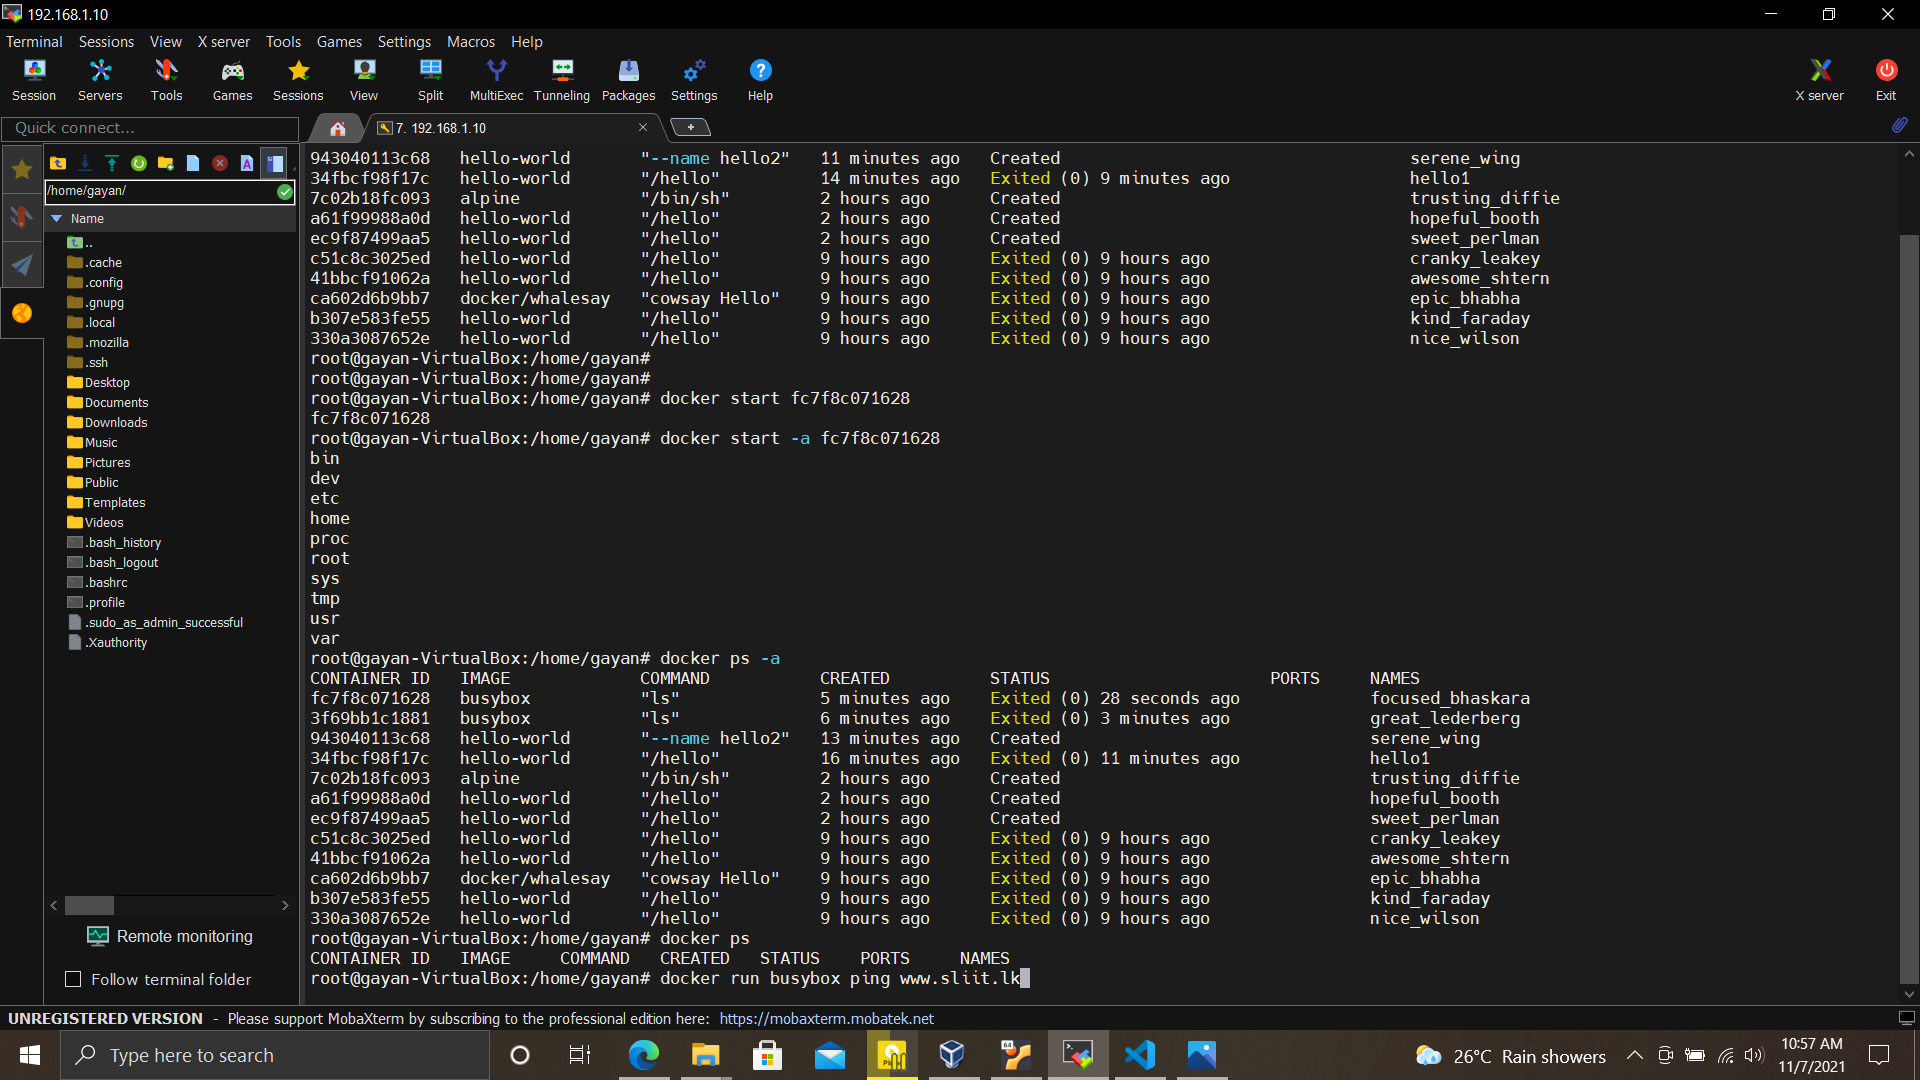 192.168.1.10
Terminal Sessions View X server Tools Games Settings Macros Help
Session Servers Tools Games Sessions View Split MultiExec Tunneling Packages Settings Help X server Exit
Quick connect...
7. 192.168.1.10
/home/gayan/
Name
..
.cache
.config
.gnupg
.local
.mozilla
.ssh
Desktop
Documents
Downloads
Music
Pictures
Public
Templates
Videos
.bash_history
.bash_logout
.bashrc
.profile
.sudo_as_admin_successful
.Xauthority
Remote monitoring
Follow terminal folder
943040113c68 hello-world "--name hello2" 11 minutes ago Created serene_wing
34fbcf98f17c hello-world "/hello" 14 minutes ago Exited (0) 9 minutes ago hello1
7c02b18fc093 alpine "/bin/sh" 2 hours ago Created trusting_diffie
a61f99988a0d hello-world "/hello" 2 hours ago Created hopeful_booth
ec9f87499aa5 hello-world "/hello" 2 hours ago Created sweet_perlman
c51c8c3025ed hello-world "/hello" 9 hours ago Exited (0) 9 hours ago cranky_leakey
41bbcf91062a hello-world "/hello" 9 hours ago Exited (0) 9 hours ago awesome_shtern
ca602d6b9bb7 docker/whalesay "cowsay Hello" 9 hours ago Exited (0) 9 hours ago epic_bhabha
b307e583fe55 hello-world "/hello" 9 hours ago Exited (0) 9 hours ago kind_faraday
330a3087652e hello-world "/hello" 9 hours ago Exited (0) 9 hours ago nice_wilson
root@gayan-VirtualBox:/home/gayan#
root@gayan-VirtualBox:/home/gayan#
root@gayan-VirtualBox:/home/gayan# docker start fc7f8c071628
fc7f8c071628
root@gayan-VirtualBox:/home/gayan# docker start -a fc7f8c071628
bin
dev
etc
home
proc
root
sys
tmp
usr
var
root@gayan-VirtualBox:/home/gayan# docker ps -a
CONTAINER ID IMAGE COMMAND CREATED STATUS PORTS NAMES
fc7f8c071628 busybox "ls" 5 minutes ago Exited (0) 28 seconds ago focused_bhaskara
3f69bb1c1881 busybox "ls" 6 minutes ago Exited (0) 3 minutes ago great_lederberg
943040113c68 hello-world "--name hello2" 13 minutes ago Created serene_wing
34fbcf98f17c hello-world "/hello" 16 minutes ago Exited (0) 11 minutes ago hello1
7c02b18fc093 alpine "/bin/sh" 2 hours ago Created trusting_diffie
a61f99988a0d hello-world "/hello" 2 hours ago Created hopeful_booth
ec9f87499aa5 hello-world "/hello" 2 hours ago Created sweet_perlman
c51c8c3025ed hello-world "/hello" 9 hours ago Exited (0) 9 hours ago cranky_leakey
41bbcf91062a hello-world "/hello" 9 hours ago Exited (0) 9 hours ago awesome_shtern
ca602d6b9bb7 docker/whalesay "cowsay Hello" 9 hours ago Exited (0) 9 hours ago epic_bhabha
b307e583fe55 hello-world "/hello" 9 hours ago Exited (0) 9 hours ago kind_faraday
330a3087652e hello-world "/hello" 9 hours ago Exited (0) 9 hours ago nice_wilson
root@gayan-VirtualBox:/home/gayan# docker ps
CONTAINER ID IMAGE COMMAND CREATED STATUS PORTS NAMES
root@gayan-VirtualBox:/home/gayan# docker run busybox ping www.sliit.lk
UNREGISTERED VERSION - Please support MobaXterm by subscribing to the professional edition here: https://mobaxterm.mobatek.net
Type here to search
64
26°C Rain showers
10:57 AM
11/7/2021